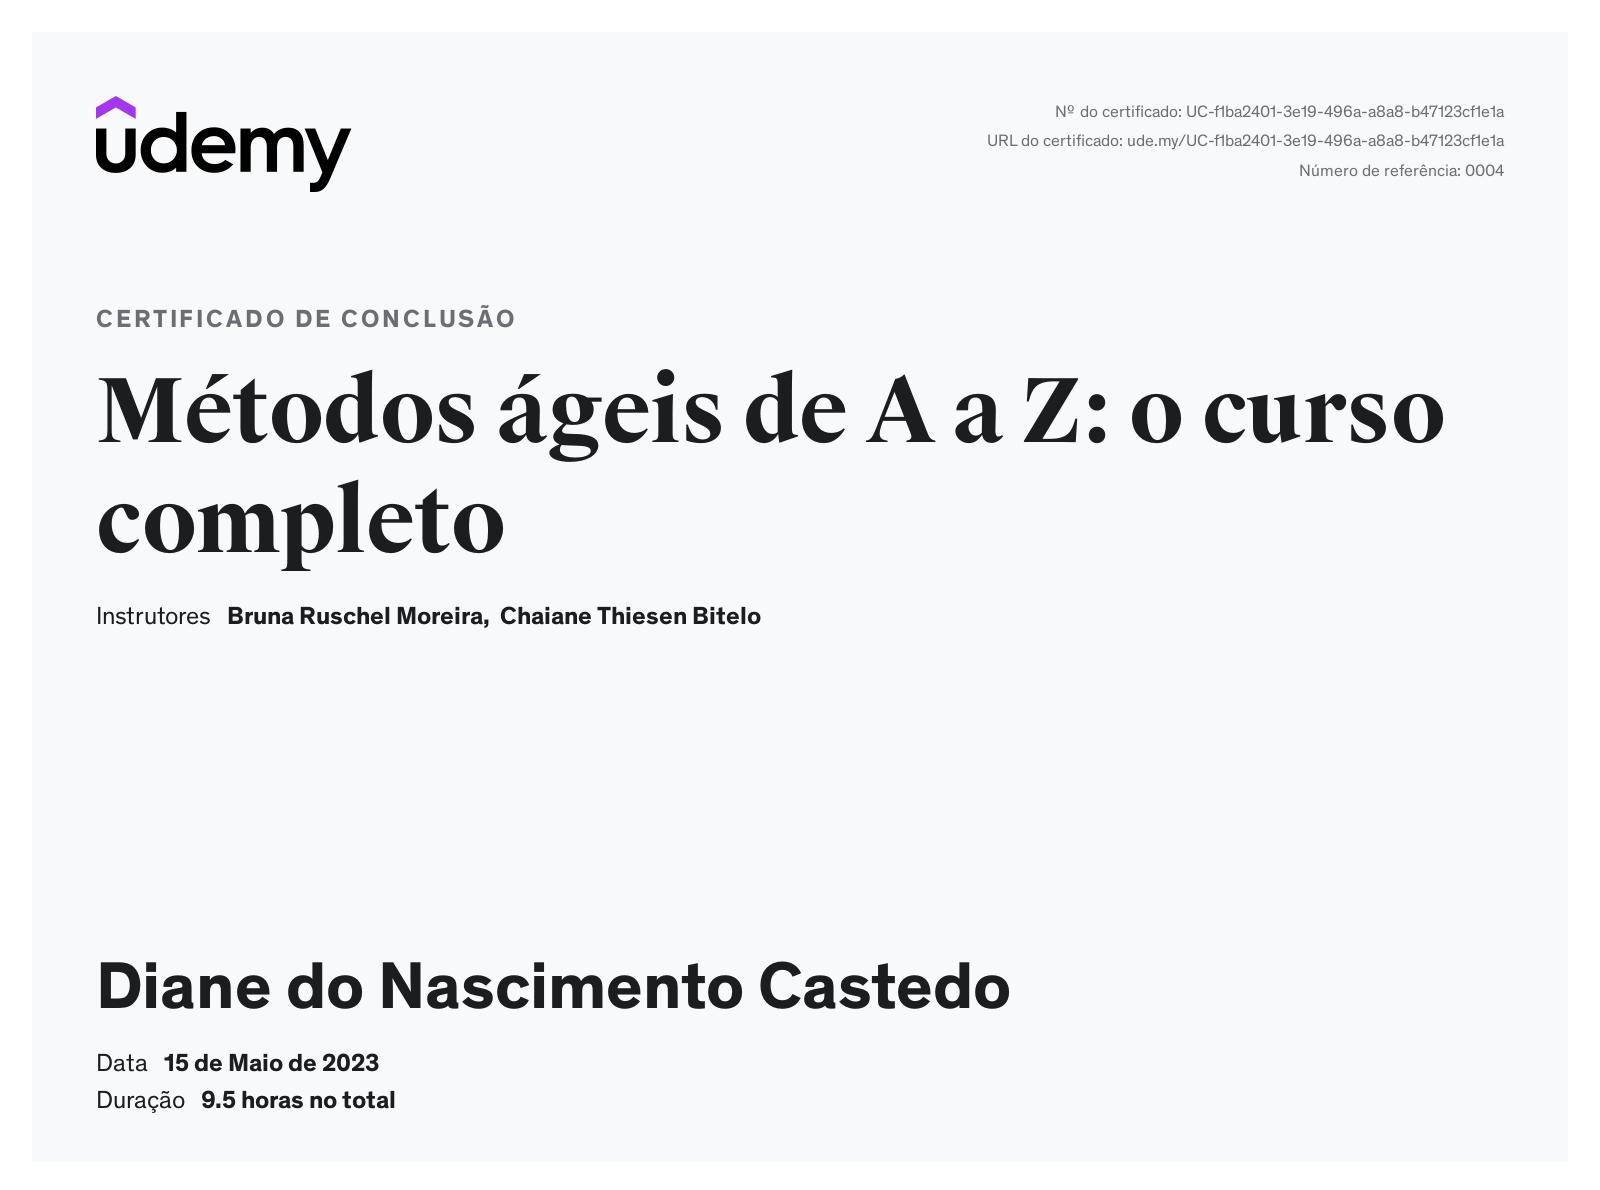 udemy
Nº do certificado: UC-f1ba2401-3e19-496a-a8a8-b47123cf1e1a
URL do certificado: ude.my/UC-f1ba2401-3e19-496a-a8a8-b47123cf1e1a
Número de referência: 0004
CERTIFICADO DE CONCLUSÃO
Métodos ágeis de A a Z: o curso
completo
Instrutores Bruna Ruschel Moreira, Chaiane Thiesen Bitelo
Diane do Nascimento Castedo
Data 15 de Maio de 2023
Duração 9.5 horas no total